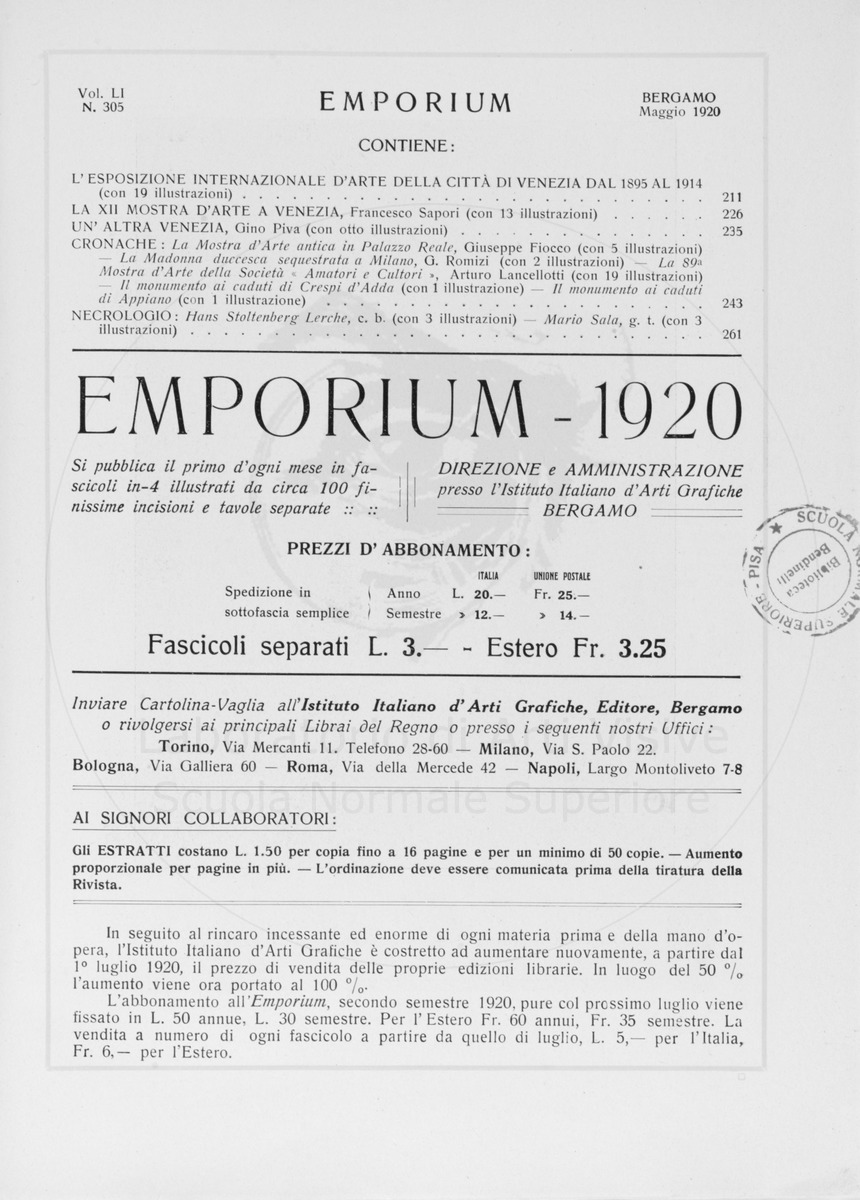 Vol. LI
N. 305
EMPORIUM
BERGAMO
Maggio 1920
CONTIENE:
L'ESPOSIZIONE INTERNAZIONALE D'ARTE DELLA CITTÀ DI VENEZIA DAL 1895 AL 1914
(con 19 illustrazioni) . . . . . . . . . . . . . . . . . . . . . . . 211
LA XII MOSTRA D'ARTE A VENEZIA, Francesco Sapori (con 13 illustrazioni) . . . . . . 226
UN' ALTRA VENEZIA, Gino Piva (con otto illustrazioni) . . . . . . . . . . . . . 235
CRONACHE: La Mostra d'Arte antica in Palazzo Reale, Giuseppe Fiocco (con 5 illustrazioni)
— La Madonna duccesca sequestrata a Milano, G. Romizi (con 2 illustrazioni) — La 89ª
Mostra d'Arte della Società « Amatori e Cultori », Arturo Lancellotti (con 19 illustrazioni)
— Il monumento ai caduti di Crespi d'Adda (con 1 illustrazione) — Il monumento ai caduti
di Appiano (con 1 illustrazione) . . . . . . . . . . . . . . . . . . . 243
NECROLOGIO: Hans Stoltenberg Lerche, c. b. (con 3 illustrazioni) — Mario Sala, g. t. (con 3
illustrazioni) . . . . . . . . . . . . . . . . . . . . . . . . . . 261
EMPORIUM - 1920
Si pubblica il primo d'ogni mese in fa-
scicoli in-4 illustrati da circa 100 fi-
nissime incisioni e tavole separate :: ::
DIREZIONE e AMMINISTRAZIONE
presso l'Istituto Italiano d'Arti Grafiche
BERGAMO
PREZZI D'ABBONAMENTO:
ITALIA UNIONE POSTALE
Spedizione in ( Anno L. 20.— Fr. 25.—
sottofascia semplice ( Semestre » 12.— » 14.—
Fascicoli separati L. 3.— - Estero Fr. 3.25
Inviare Cartolina-Vaglia all'Istituto Italiano d'Arti Grafiche, Editore, Bergamo
o rivolgersi ai principali Librai del Regno o presso i seguenti nostri Uffici:
Torino, Via Mercanti 11. Telefono 28-60 — Milano, Via S. Paolo 22.
Bologna, Via Galliera 60 — Roma, Via della Mercede 42 — Napoli, Largo Montoliveto 7-8
Scuola Normale Superiore
AI SIGNORI COLLABORATORI:
Gli ESTRATTI costano L. 1.50 per copia fino a 16 pagine e per un minimo di 50 copie. — Aumento
proporzionale per pagine in più. — L'ordinazione deve essere comunicata prima della tiratura della
Rivista.
In seguito al rincaro incessante ed enorme di ogni materia prima e della mano d'o-
pera, l'Istituto Italiano d'Arti Grafiche è costretto ad aumentare nuovamente, a partire dal
1º luglio 1920, il prezzo di vendita delle proprie edizioni librarie. In luogo del 50 %
l'aumento viene ora portato al 100 %.
L'abbonamento all'Emporium, secondo semestre 1920, pure col prossimo luglio viene
fissato in L. 50 annue, L. 30 semestre. Per l'Estero Fr. 60 annui, Fr. 35 semestre. La
vendita a numero di ogni fascicolo a partire da quello di luglio, L. 5,— per l'Italia,
Fr. 6,— per l'Estero.
SCUOLA NORMALE SUPERIORE - PISA
Biblioteca